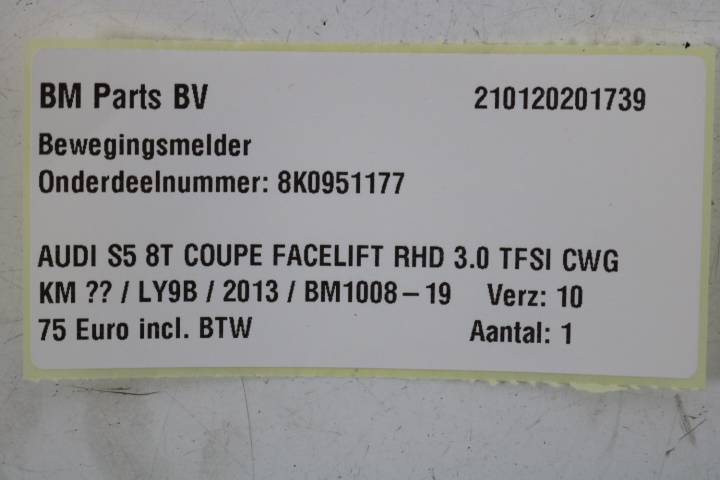 BM Parts BV 210120201739
Bewegingsmelder
Onderdeelnummer: 8K0951177
AUDI S5 8T COUPE FACELIFT RHD 3.0 TFSI CWG
KM ?? / LY9B / 2013 / BM1008-19 Verz: 10
75 Euro incl. BTW Aantal: 1